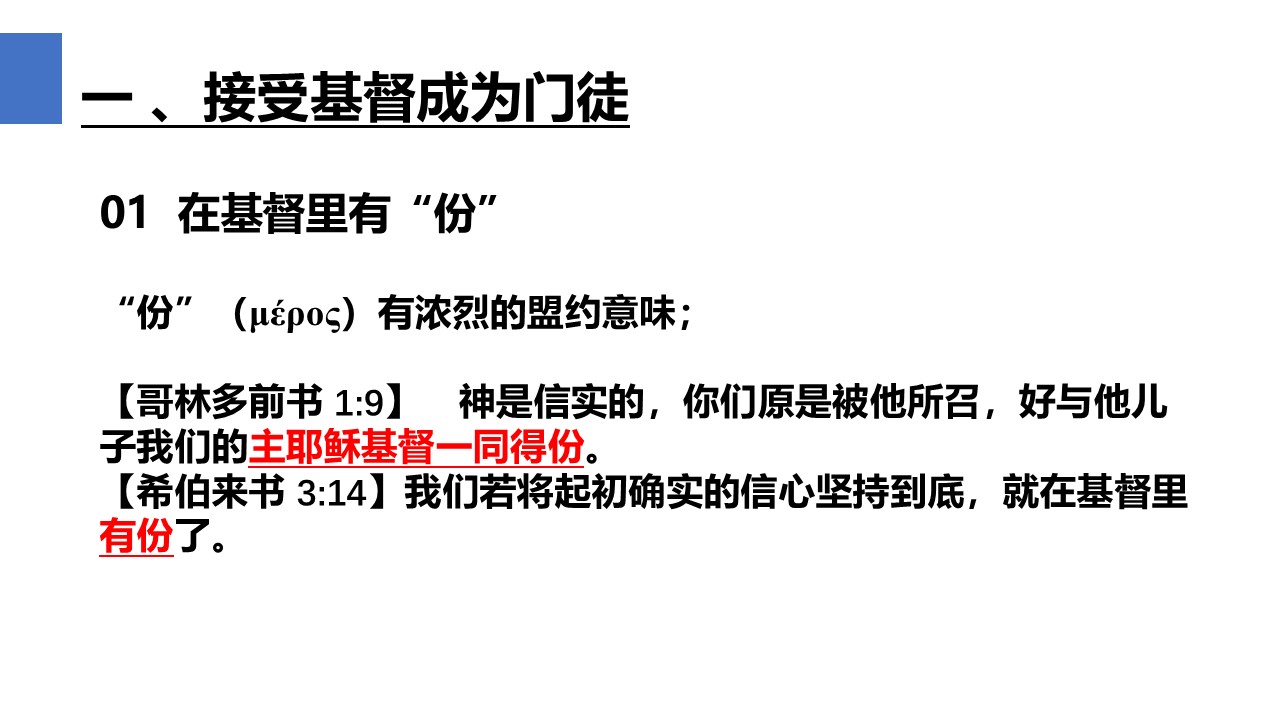 一 、接受基督成为门徒
01 在基督里有“份”
“份”（μέρος）有浓烈的盟约意味；
【哥林多前书 1:9】 神是信实的，你们原是被他所召，好与他儿
子我们的主耶稣基督一同得份。
【希伯来书 3:14】我们若将起初确实的信心坚持到底，就在基督里
有份了。